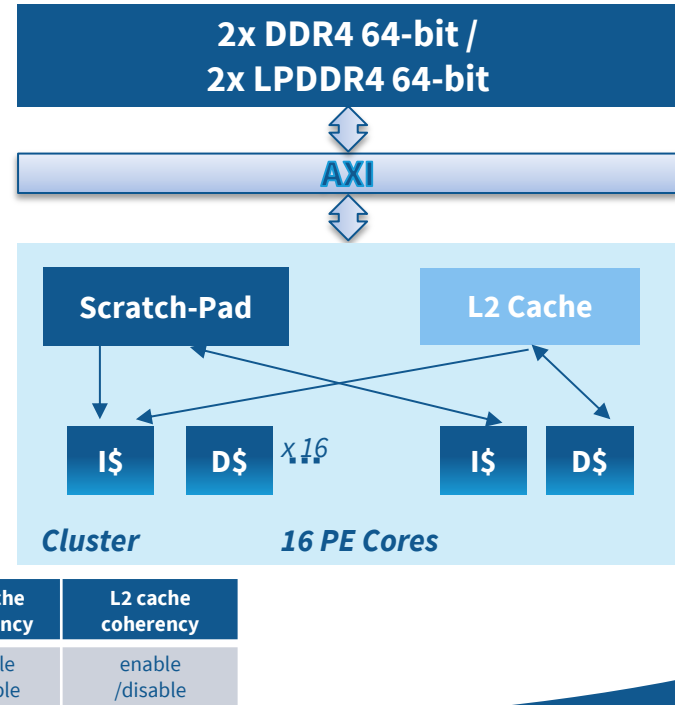 2x DDR4 64-bit /
2x LPDDR4 64-bit
AXI
Scratch-Pad
L2 Cache
I$ D$ x 16 I$ D$
Cluster 16 PE Cores
L2 cache
coherency
enable
/disable